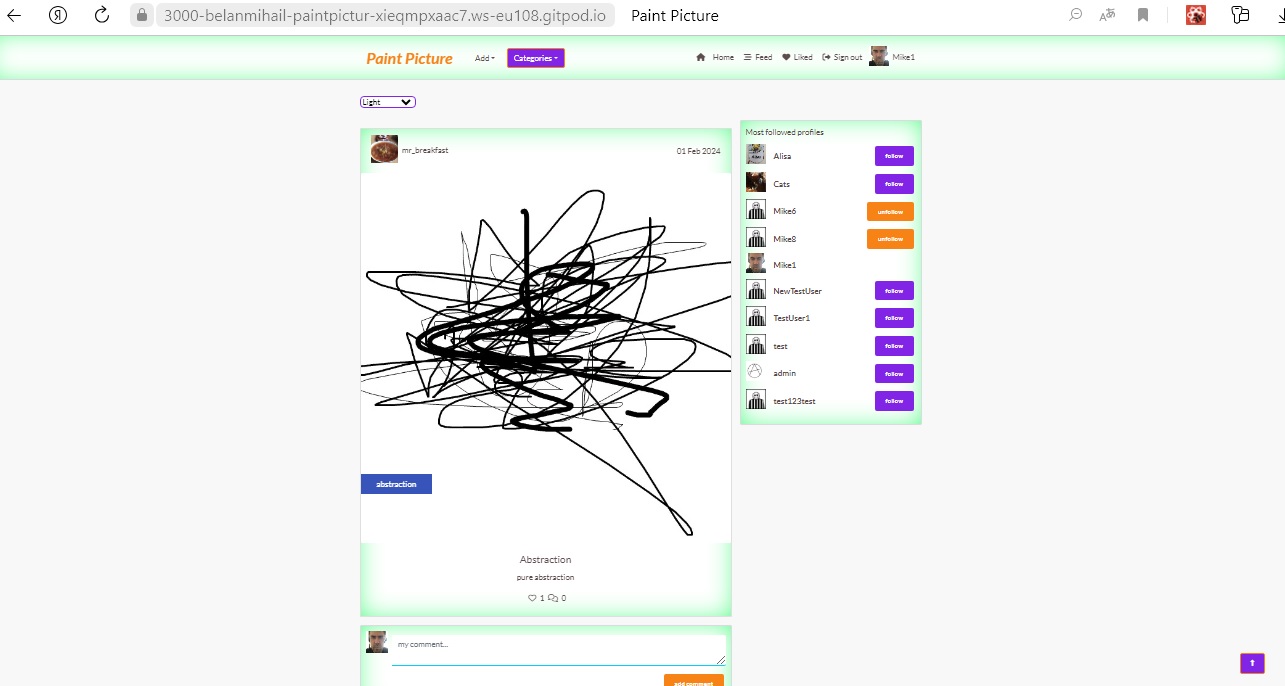 3000-belanmihail-paintpictur-xieqmpxaac7.ws-eu108.gitpod.io Paint Picture
Paint Picture Add Categories Home Feed Liked Sign out Mike1
Light
mr_breakfast 01 Feb 2024
abstraction
Abstraction
pure abstraction
1 0
my comment...
add comment
Most followed profiles
Alisa follow
Cats follow
Mike6 unfollow
Mike8 unfollow
Mike1
NewTestUser follow
TestUser1 follow
test follow
admin follow
test123test follow